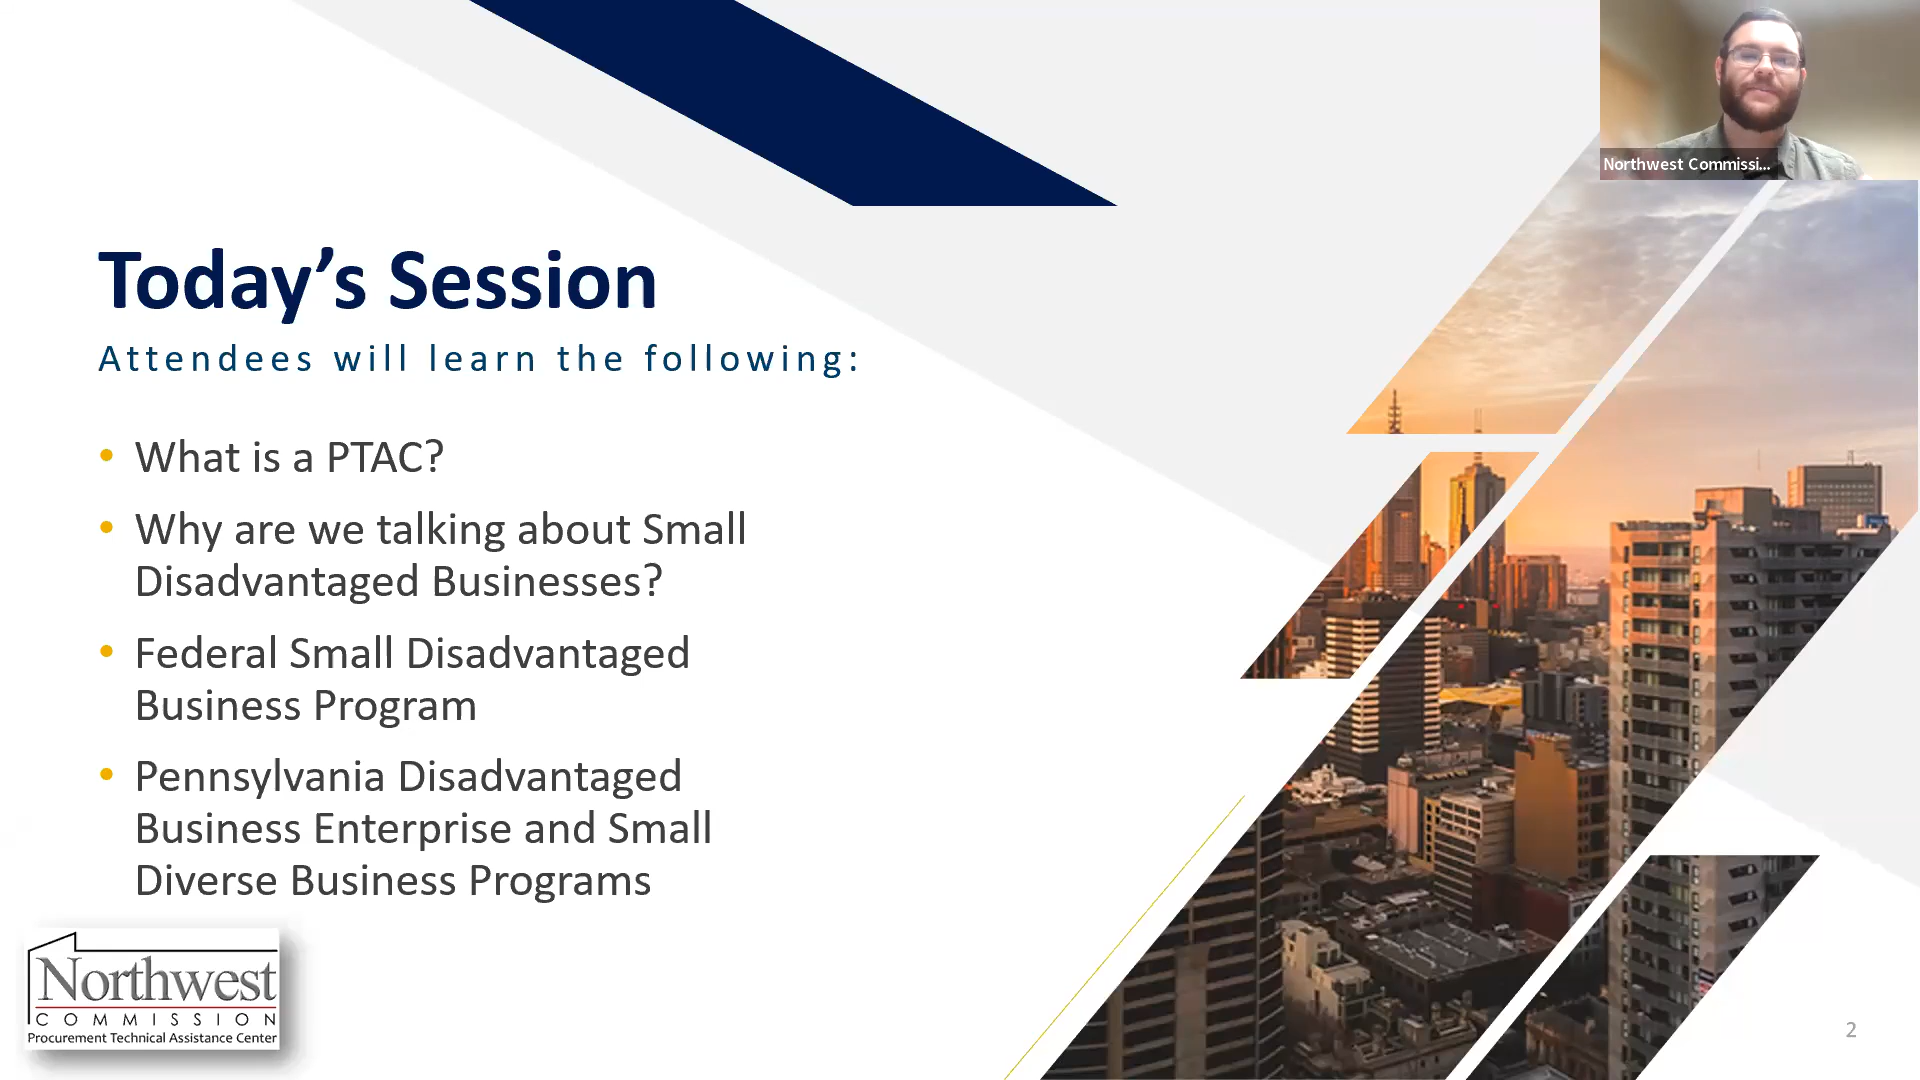 Northwest Commissi...
Today’s Session
Attendees will learn the following:
• What is a PTAC?
• Why are we talking about Small
Disadvantaged Businesses?
• Federal Small Disadvantaged
Business Program
• Pennsylvania Disadvantaged
Business Enterprise and Small
Diverse Business Programs
Northwest
COMMISSION
Procurement Technical Assistance Center
2